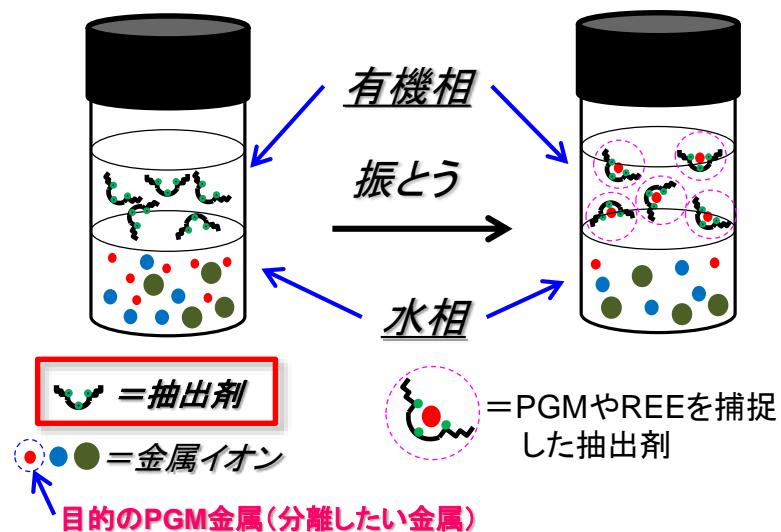 有機相
振とう
水相
＝抽出剤
＝金属イオン
目的のPGM金属（分離したい金属）
＝PGMやREEを捕捉
した抽出剤